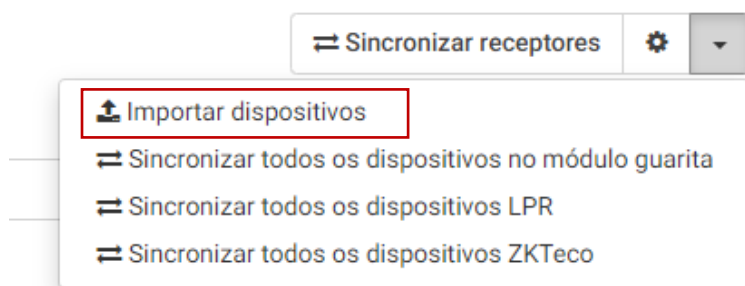 Sincronizar receptores
Importar dispositivos
Sincronizar todos os dispositivos no módulo guarita
Sincronizar todos os dispositivos LPR
Sincronizar todos os dispositivos ZKTeco